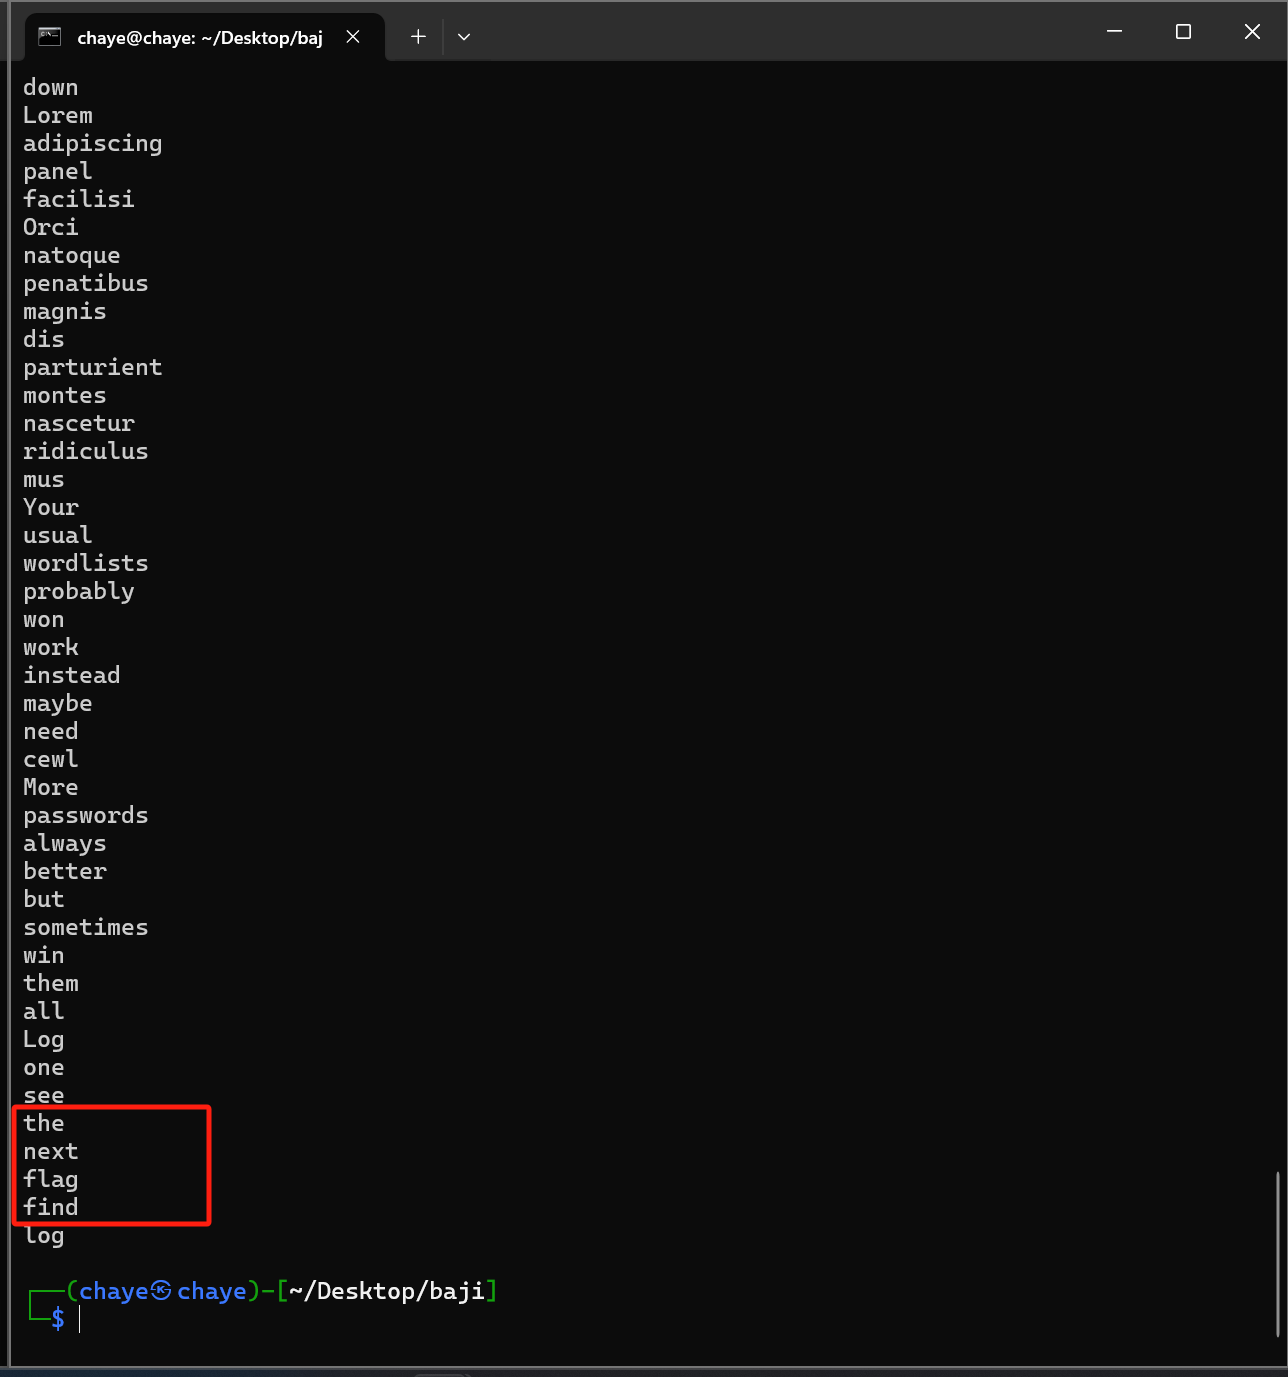 chaye@chaye: ~/Desktop/baj
down
Lorem
adipiscing
panel
facilisi
Orci
natoque
penatibus
magnis
dis
parturient
montes
nascetur
ridiculus
mus
Your
usual
wordlists
probably
won
work
instead
maybe
need
cewl
More
passwords
always
better
but
sometimes
win
them
all
Log
one
see
the
next
flag
find
log
┌──(chaye㉿chaye)-[~/Desktop/baji]
└─$